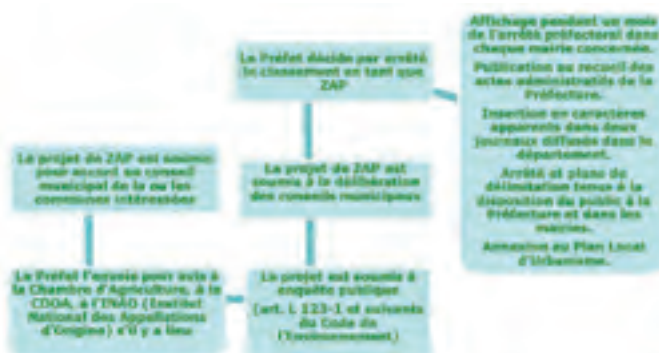 Le projet de ZAP est soumis
pour accord au conseil
municipal de la ou les
communes intéressées
Le Préfet l'envoie pour avis à
la Chambre d'Agriculture, à la
CDOA, à l'INAO (Institut
National des Appellations
d'Origine) s'il y a lieu
Le projet est soumis à
enquête publique
(art. L 123-1 et suivants
du Code de
l'Environnement)
Le projet de ZAP est
soumis à la délibération
des conseils municipaux
Le Préfet décide par arrêté
le classement en tant que
ZAP
Affichage pendant un mois
de l'arrêté préfectoral dans
chaque mairie concernée.
Publication au recueil des
actes administratifs de la
Préfecture.
Insertion en caractères
apparents dans deux
journaux diffusés dans le
département.
Arrêté et plans de
délimitation tenus à la
disposition du public à la
Préfecture et dans les
mairies.
Annexion au Plan Local
d'Urbanisme.